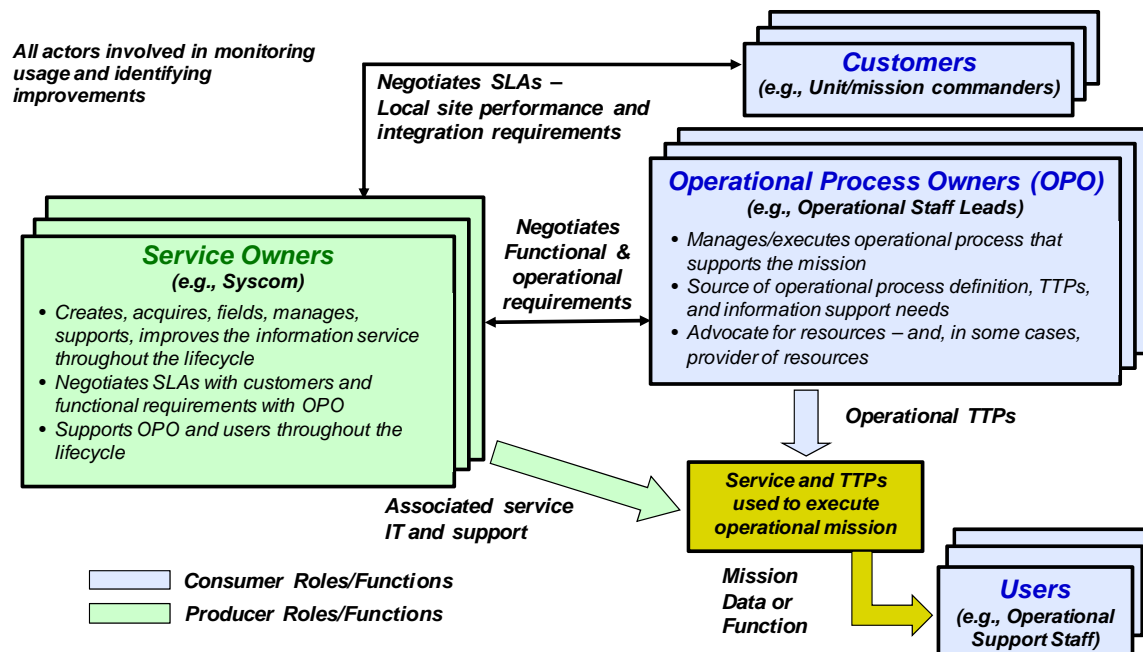 All actors involved in monitoring
usage and identifying
improvements
Customers
(e.g., Unit/mission commanders)
Negotiates SLAs –
Local site performance and
integration requirements
Operational Process Owners (OPO)
(e.g., Operational Staff Leads)
• Manages/executes operational process that
supports the mission
• Source of operational process definition, TTPs,
and information support needs
• Advocate for resources – and, in some cases,
provider of resources
Negotiates
Functional &
operational
requirements
Service Owners
(e.g., Syscom)
• Creates, acquires, fields, manages,
supports, improves the information service
throughout the lifecycle
• Negotiates SLAs with customers and
functional requirements with OPO
• Supports OPO and users throughout the
lifecycle
Operational TTPs
Associated service
IT and support
Service and TTPs
used to execute
operational mission
Mission
Data or
Function
Users
(e.g., Operational
Support Staff)
Consumer Roles/Functions
Producer Roles/Functions